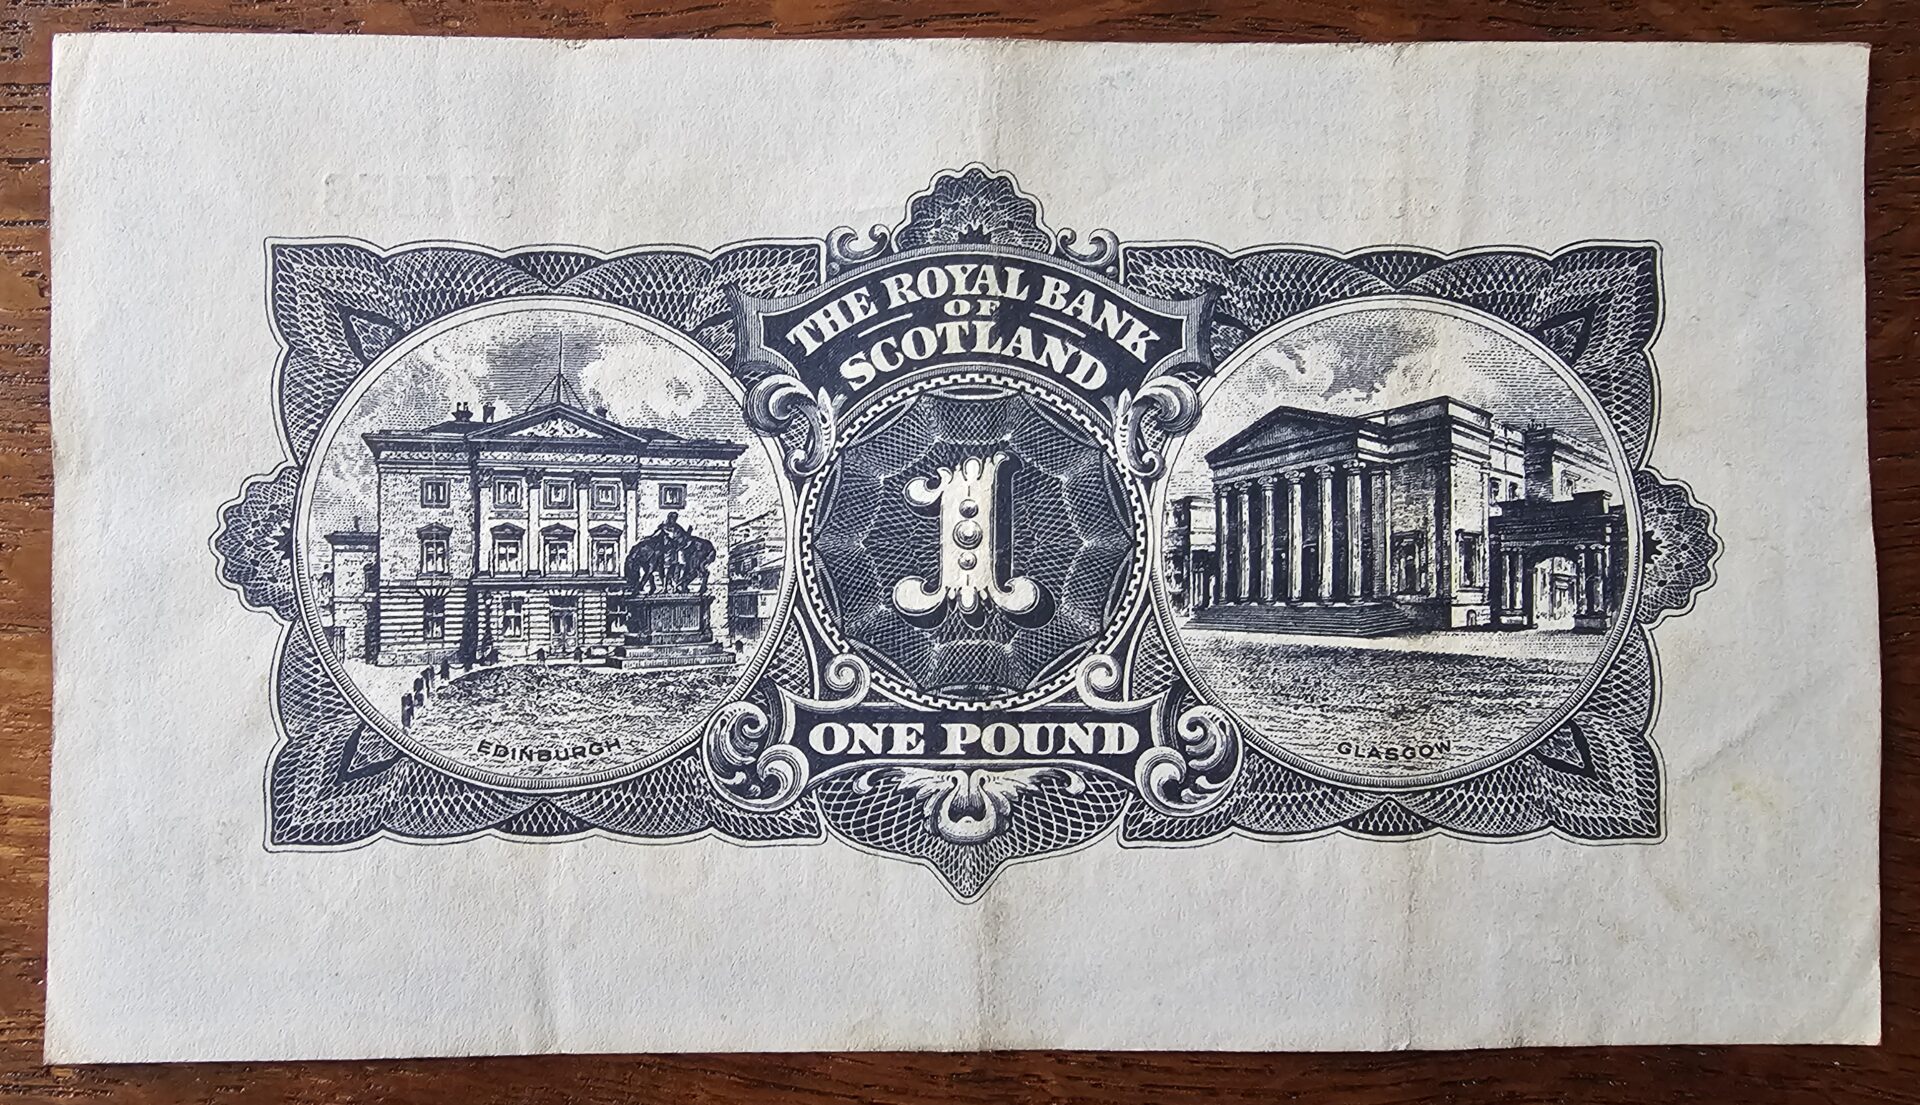 THE ROYAL BANK
OF
SCOTLAND
1
ONE POUND
EDINBURGH
GLASGOW